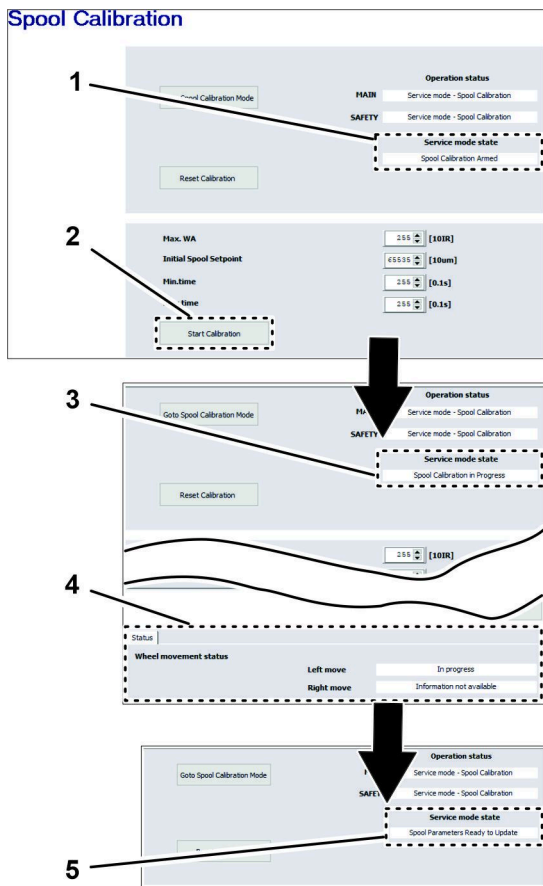 Spool Calibration
1
Operation status
Spool Calibration Mode
MAIN
Service mode - Spool Calibration
SAFETY
Service mode - Spool Calibration
Service mode state
Spool Calibration Armed
Reset Calibration
2
Max. WA 255 [10IR]
Initial Spool Setpoint 65535 [10um]
Min.time 255 [0.1s]
time 255 [0.1s]
Start Calibration
3
Operation status
Goto Spool Calibration Mode
Service mode - Spool Calibration
SAFETY
Service mode - Spool Calibration
Service mode state
Spool Calibration in Progress
Reset Calibration
255 [10IR]
4
Status
Wheel movement status
Left move In progress
Right move Information not available
Operation status
Goto Spool Calibration Mode
Service mode - Spool Calibration
SAFETY
Service mode - Spool Calibration
Service mode state
Spool Parameters Ready to Update
5